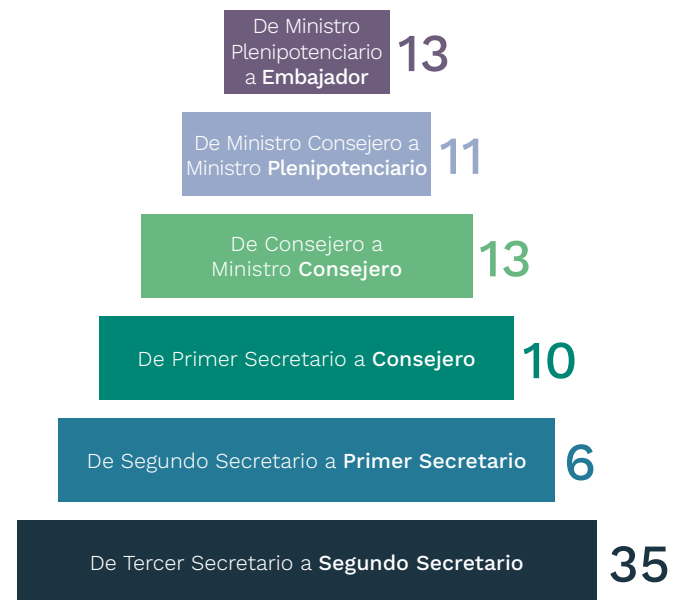 De Ministro
Plenipotenciario
a Embajador
13
De Ministro Consejero a
Ministro Plenipotenciario
11
De Consejero a
Ministro Consejero
13
De Primer Secretario a Consejero
10
De Segundo Secretario a Primer Secretario
6
De Tercer Secretario a Segundo Secretario
35